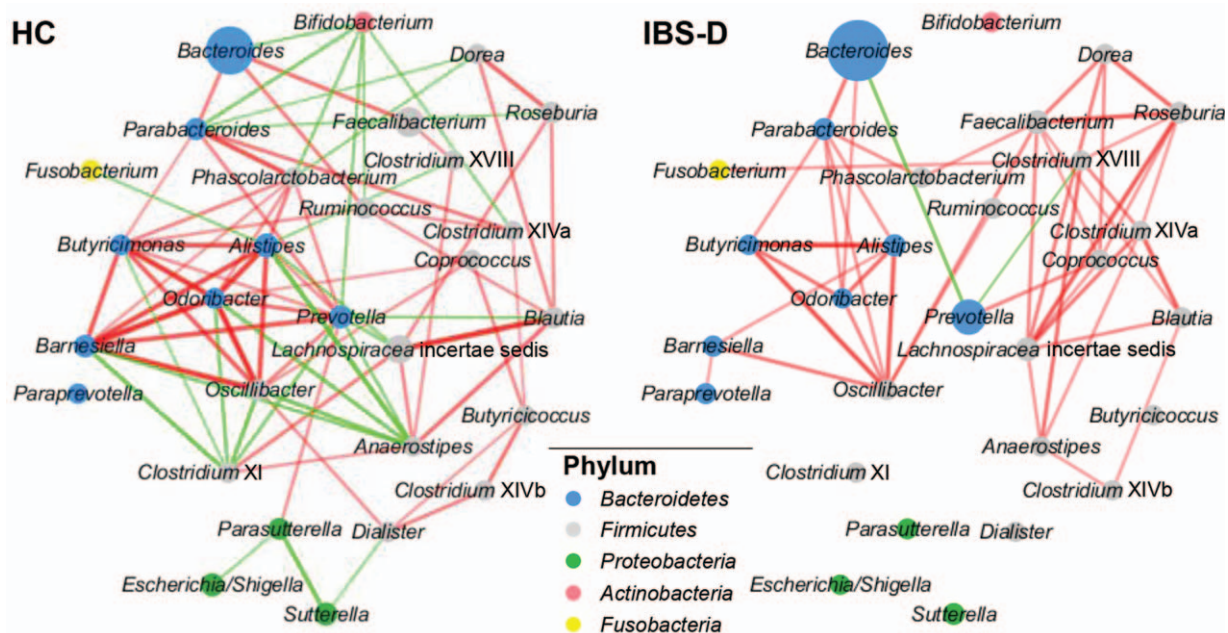 HC
Bifidobacterium
Bacteroides
Dorea
Roseburia
Parabacteroides
Faecalibacterium
Clostridium XVIII
Fusobacterium
Phascolarctobacterium
Ruminococcus
Butyricimonas
Alistipes
Clostridium XIVa
Coprococcus
Odoribacter
Prevotella
Blautia
Barnesiella
Lachnospiracea incertae sedis
Paraprevotella
Oscillibacter
Butyricicoccus
Anaerostipes
Clostridium XI
Clostridium XIVb
Parasutterella
Dialister
Escherichia/Shigella
Sutterella
Phylum
Bacteroidetes
Firmicutes
Proteobacteria
Actinobacteria
Fusobacteria
IBS-D
Bifidobacterium
Bacteroides
Dorea
Roseburia
Parabacteroides
Faecalibacterium
Clostridium XVIII
Fusobacterium
Phascolarctobacterium
Ruminococcus
Butyricimonas
Alistipes
Clostridium XIVa
Coprococcus
Odoribacter
Prevotella
Blautia
Barnesiella
Lachnospiracea incertae sedis
Paraprevotella
Oscillibacter
Butyricicoccus
Anaerostipes
Clostridium XI
Clostridium XIVb
Parasutterella
Dialister
Escherichia/Shigella
Sutterella